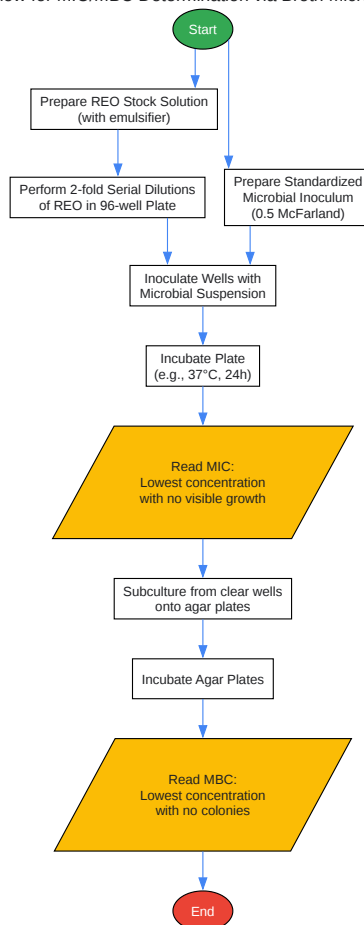 Start
Prepare REO Stock Solution
(with emulsifier)
Perform 2-fold Serial Dilutions
of REO in 96-well Plate
Prepare Standardized
Microbial Inoculum
(0.5 McFarland)
Inoculate Wells with
Microbial Suspension
Incubate Plate
(e.g., 37°C, 24h)
Read MIC:
Lowest concentration
with no visible growth
Subculture from clear wells
onto agar plates
Incubate Agar Plates
Read MBC:
Lowest concentration
with no colonies
End